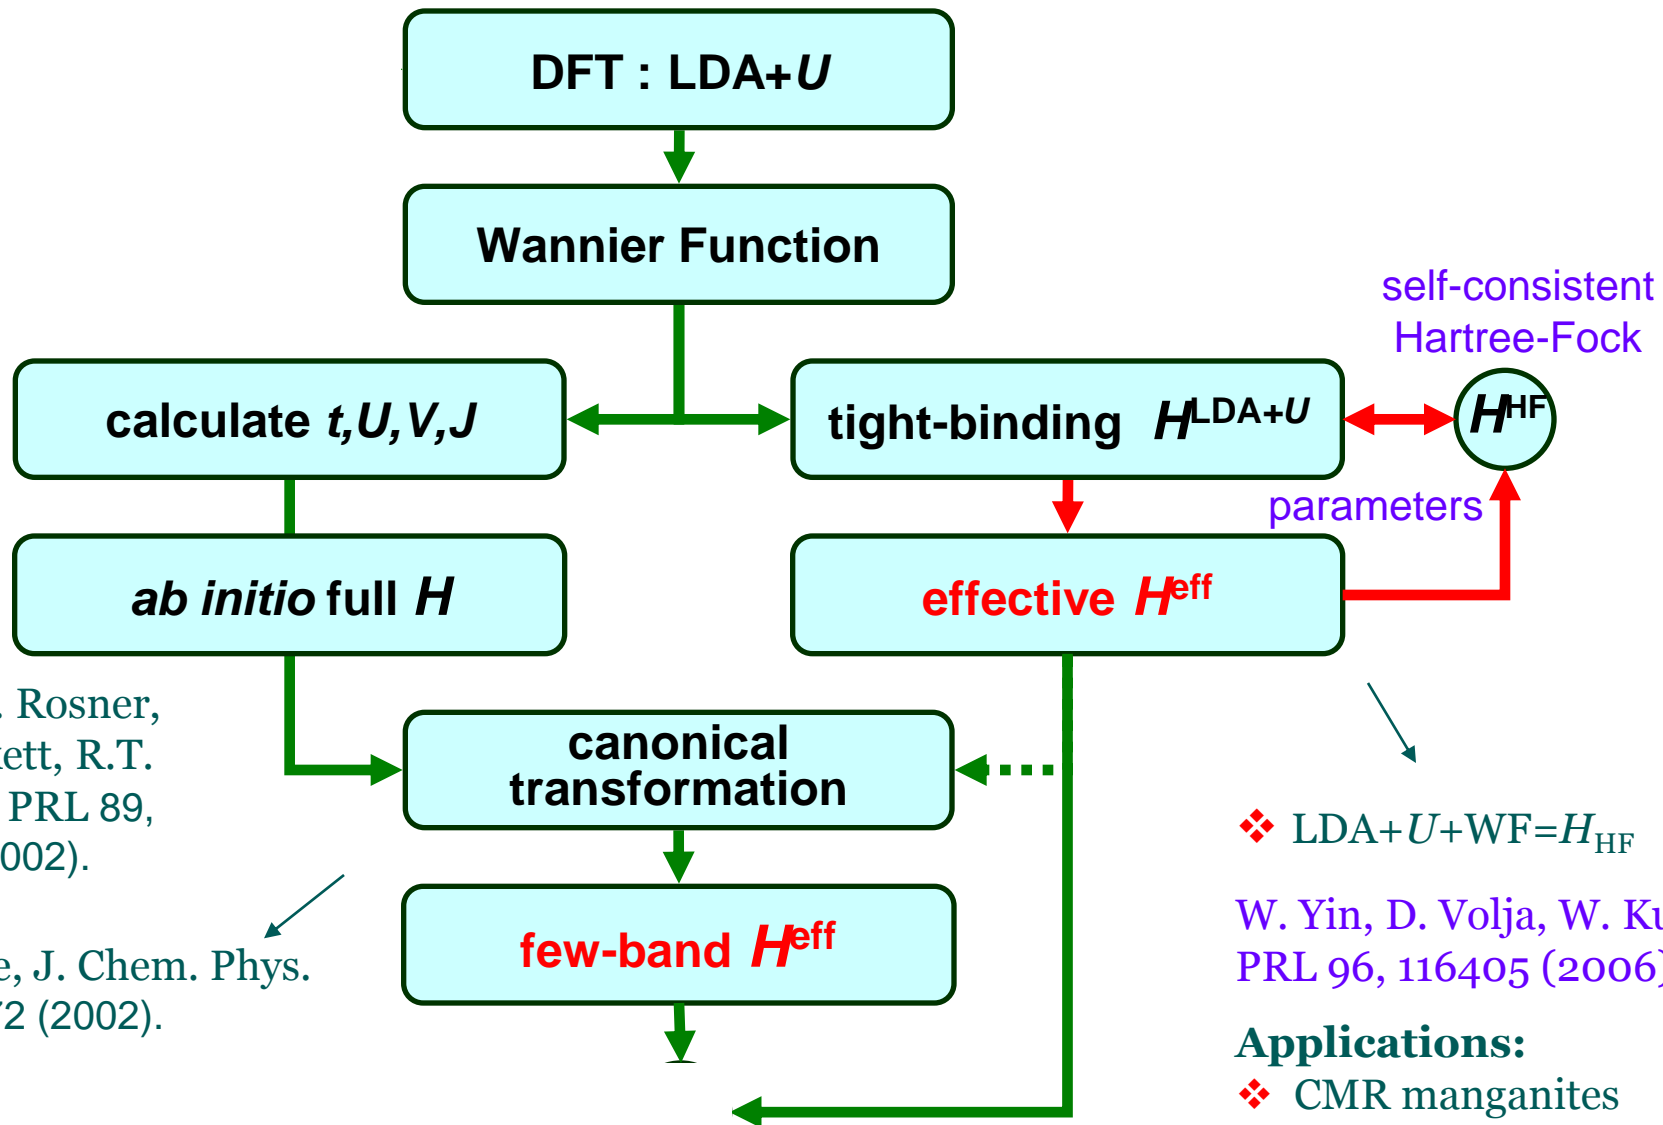 DFT : LDA+U
Wannier Function
self-consistent
Hartree-Fock
calculate t,U,V,J
tight-binding H^LDA+U
H^HF
parameters
ab initio full H
effective H^eff
. Rosner,
ett, R.T.
PRL 89,
002).
canonical
transformation
❖ LDA+U+WF=H_HF
few-band H^eff
W. Yin, D. Volja, W. Ku
PRL 96, 116405 (2006)
e, J. Chem. Phys.
72 (2002).
Applications:
❖ CMR manganites